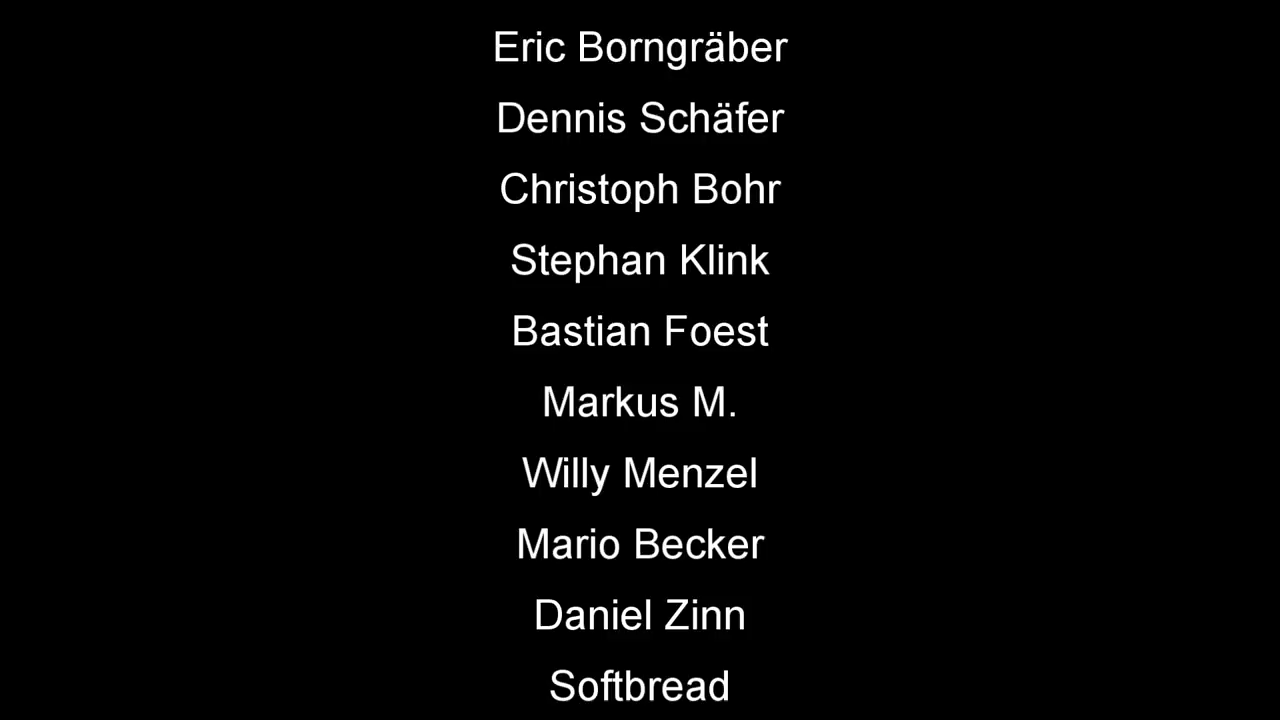 Eric Borngräber
Dennis Schäfer
Christoph Bohr
Stephan Klink
Bastian Foest
Markus M.
Willy Menzel
Mario Becker
Daniel Zinn
Softbread